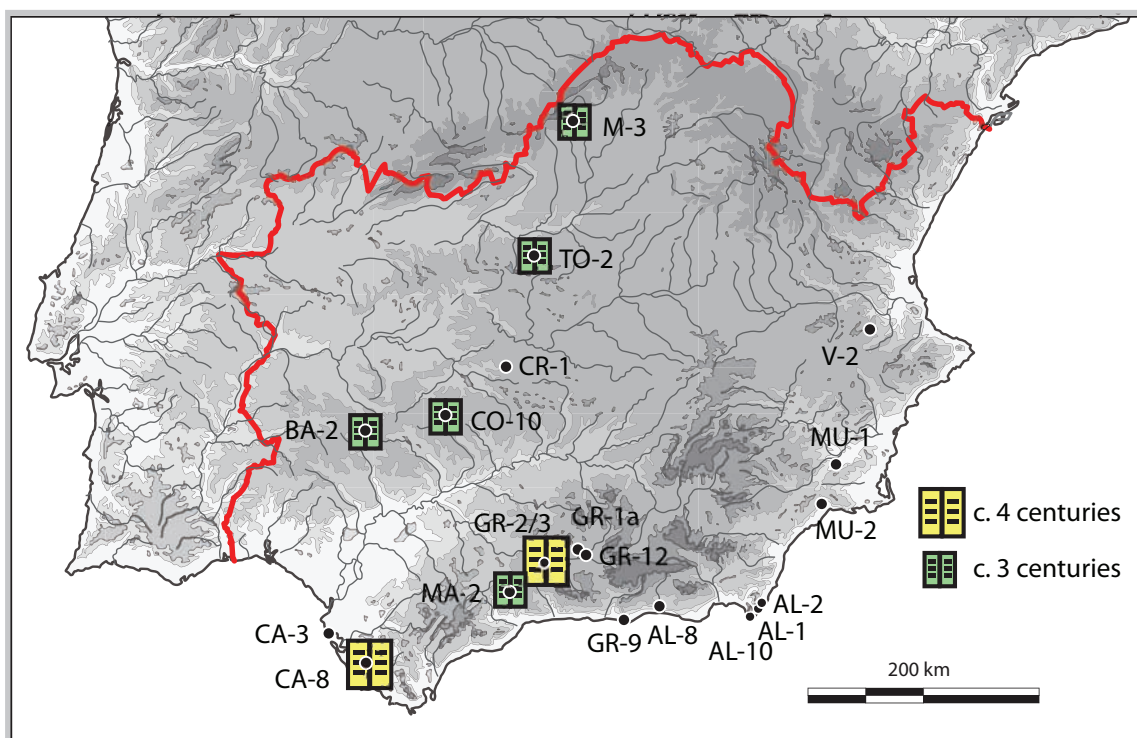 M-3
TO-2
V-2
CR-1
CO-10
BA-2
MU-1
MU-2
c. 4 centuries
c. 3 centuries
GR-2/3
GR-1a
GR-12
MA-2
AL-2
AL-1
AL-10
AL-8
GR-9
CA-3
CA-8
200 km